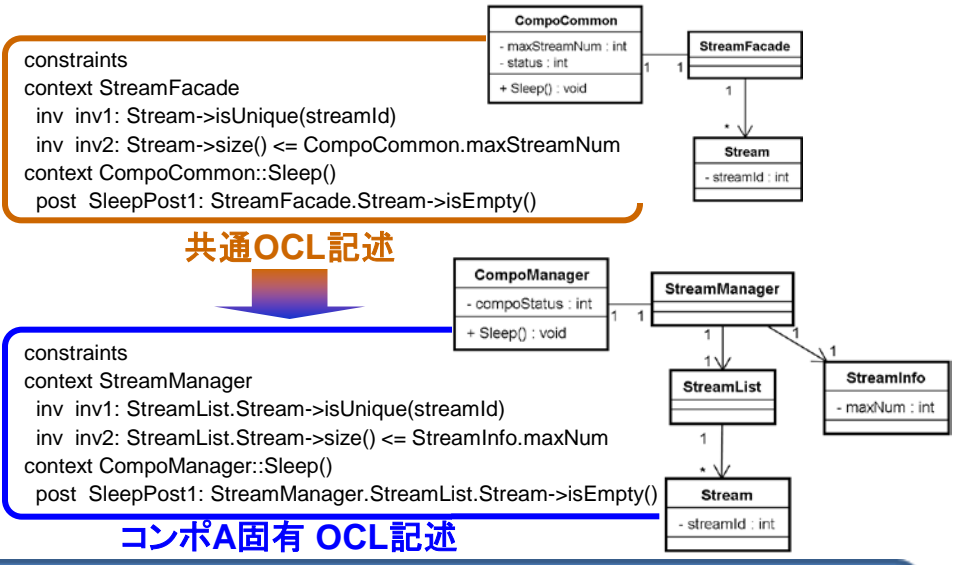 CompoCommon
- maxStreamNum : int
- status : int
+ Sleep() : void
1
1
StreamFacade
1
*
Stream
- streamId : int
constraints
context StreamFacade
inv inv1: Stream->isUnique(streamId)
inv inv2: Stream->size() <= CompoCommon.maxStreamNum
context CompoCommon::Sleep()
post SleepPost1: StreamFacade.Stream->isEmpty()
共通OCL記述
CompoManager
- compoStatus : int
+ Sleep() : void
1
1
StreamManager
1
1
1
1
StreamList
StreamInfo
- maxNum : int
1
*
Stream
- streamId : int
constraints
context StreamManager
inv inv1: StreamList.Stream->isUnique(streamId)
inv inv2: StreamList.Stream->size() <= StreamInfo.maxNum
context CompoManager::Sleep()
post SleepPost1: StreamManager.StreamList.Stream->isEmpty()
コンポA固有 OCL記述